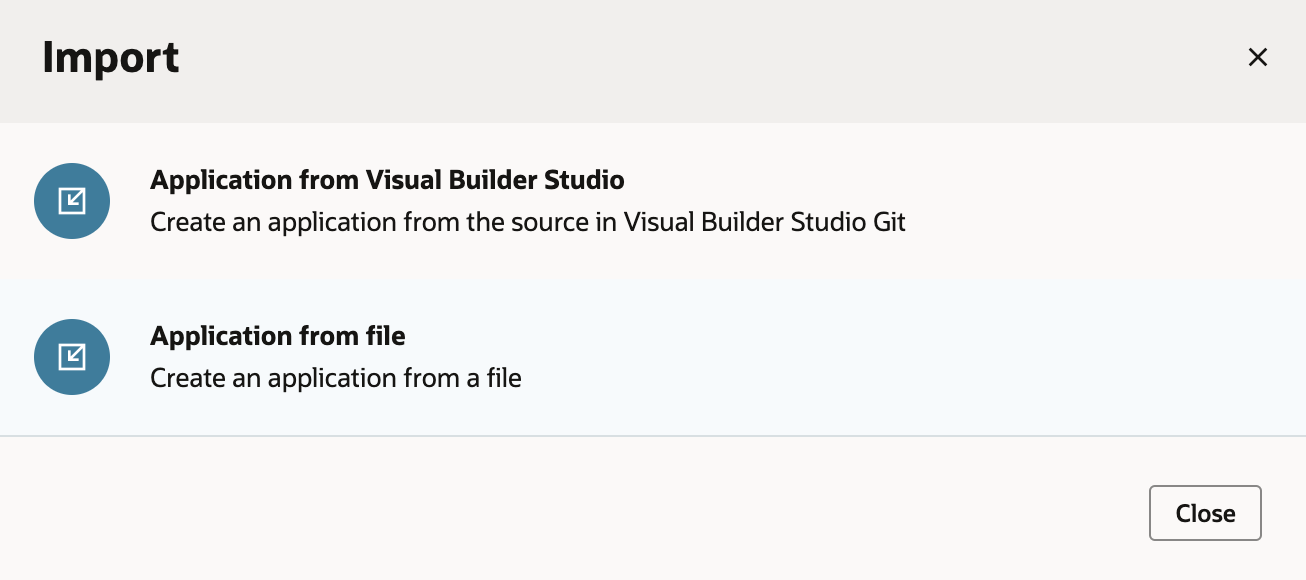 Import
Application from Visual Builder Studio
Create an application from the source in Visual Builder Studio Git
Application from file
Create an application from a file
Close